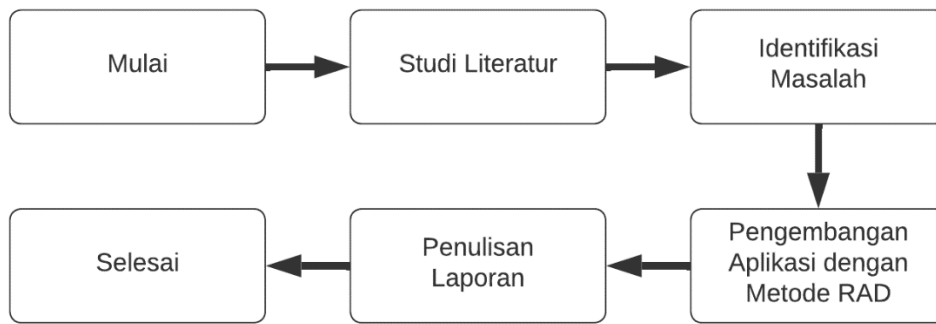 Mulai
Studi Literatur
Identifikasi
Masalah
Pengembangan
Aplikasi dengan
Metode RAD
Penulisan
Laporan
Selesai